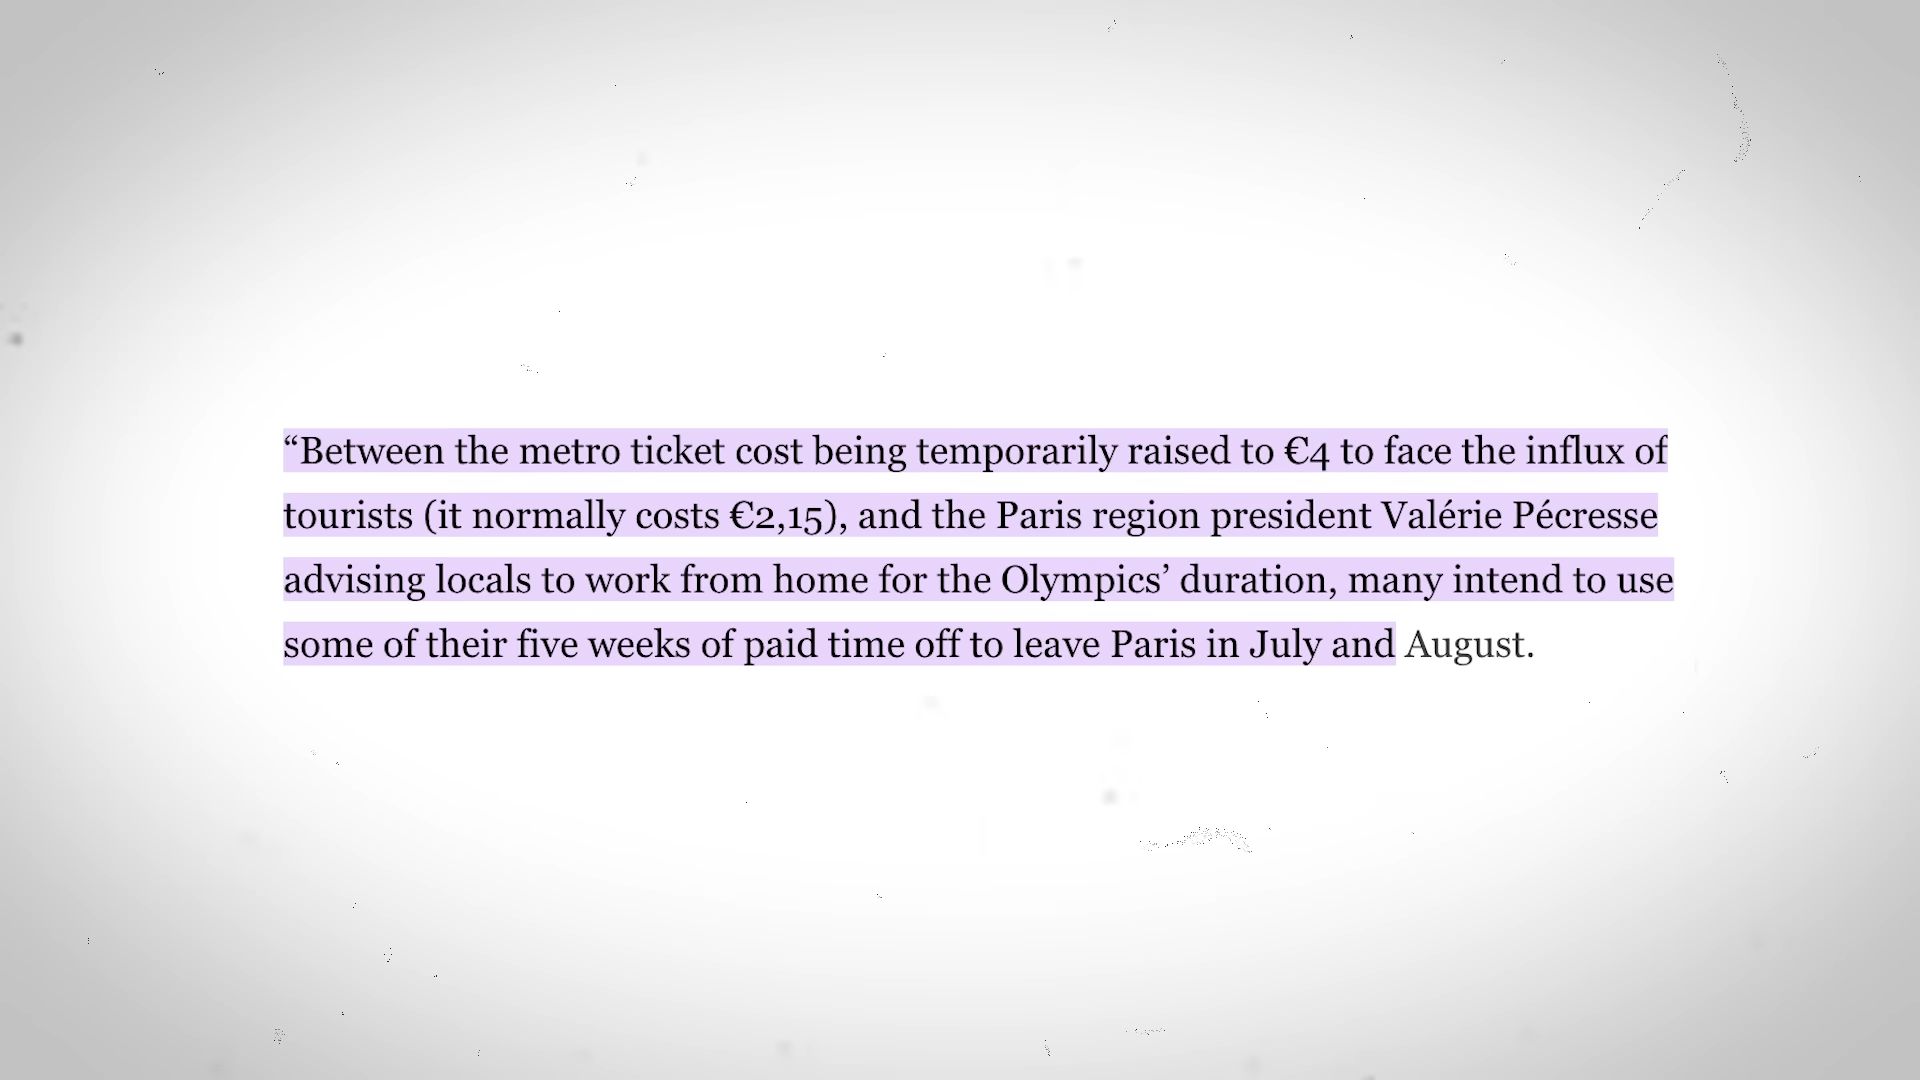 “Between the metro ticket cost being temporarily raised to €4 to face the influx of
tourists (it normally costs €2,15), and the Paris region president Valérie Pécresse
advising locals to work from home for the Olympics’ duration, many intend to use
some of their five weeks of paid time off to leave Paris in July and August.